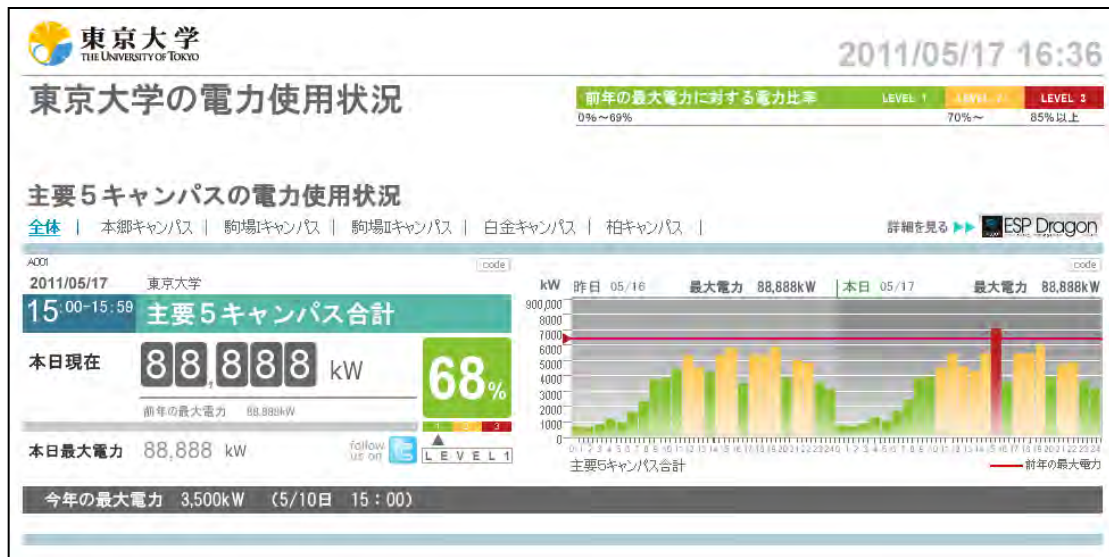 東京大学
THE UNIVERSITY OF TOKYO
2011/05/17 16:36
東京大学の電力使用状況
前年の最大電力に対する電力比率 LEVEL 1 LEVEL 3
0%～69% 70%～ 85%以上
主要5キャンパスの電力使用状況
全体 | 本郷キャンパス | 駒場Iキャンパス | 駒場IIキャンパス | 白金キャンパス | 柏キャンパス |
詳細を見る ESP Dragon
A001 code
2011/05/17 東京大学
15:00-15:59 主要5キャンパス合計
本日現在 88,888 kW
前年の最大電力 88,888kW
68%
1 2 3
LEVEL1
本日最大電力 88,888 kW
follow us on
code
kW 昨日 05/16 最大電力 88,888kW 本日 05/17 最大電力 88,888kW
900,000
8000
7000
6000
5000
4000
3000
2000
1000
0
主要5キャンパス合計 前年の最大電力
今年の最大電力 3,500kW (5/10日 15:00)